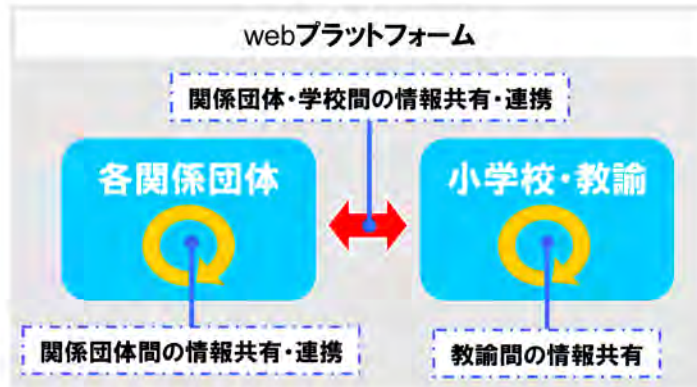 webプラットフォーム
関係団体・学校間の情報共有・連携
各関係団体
小学校・教諭
関係団体間の情報共有・連携
教諭間の情報共有